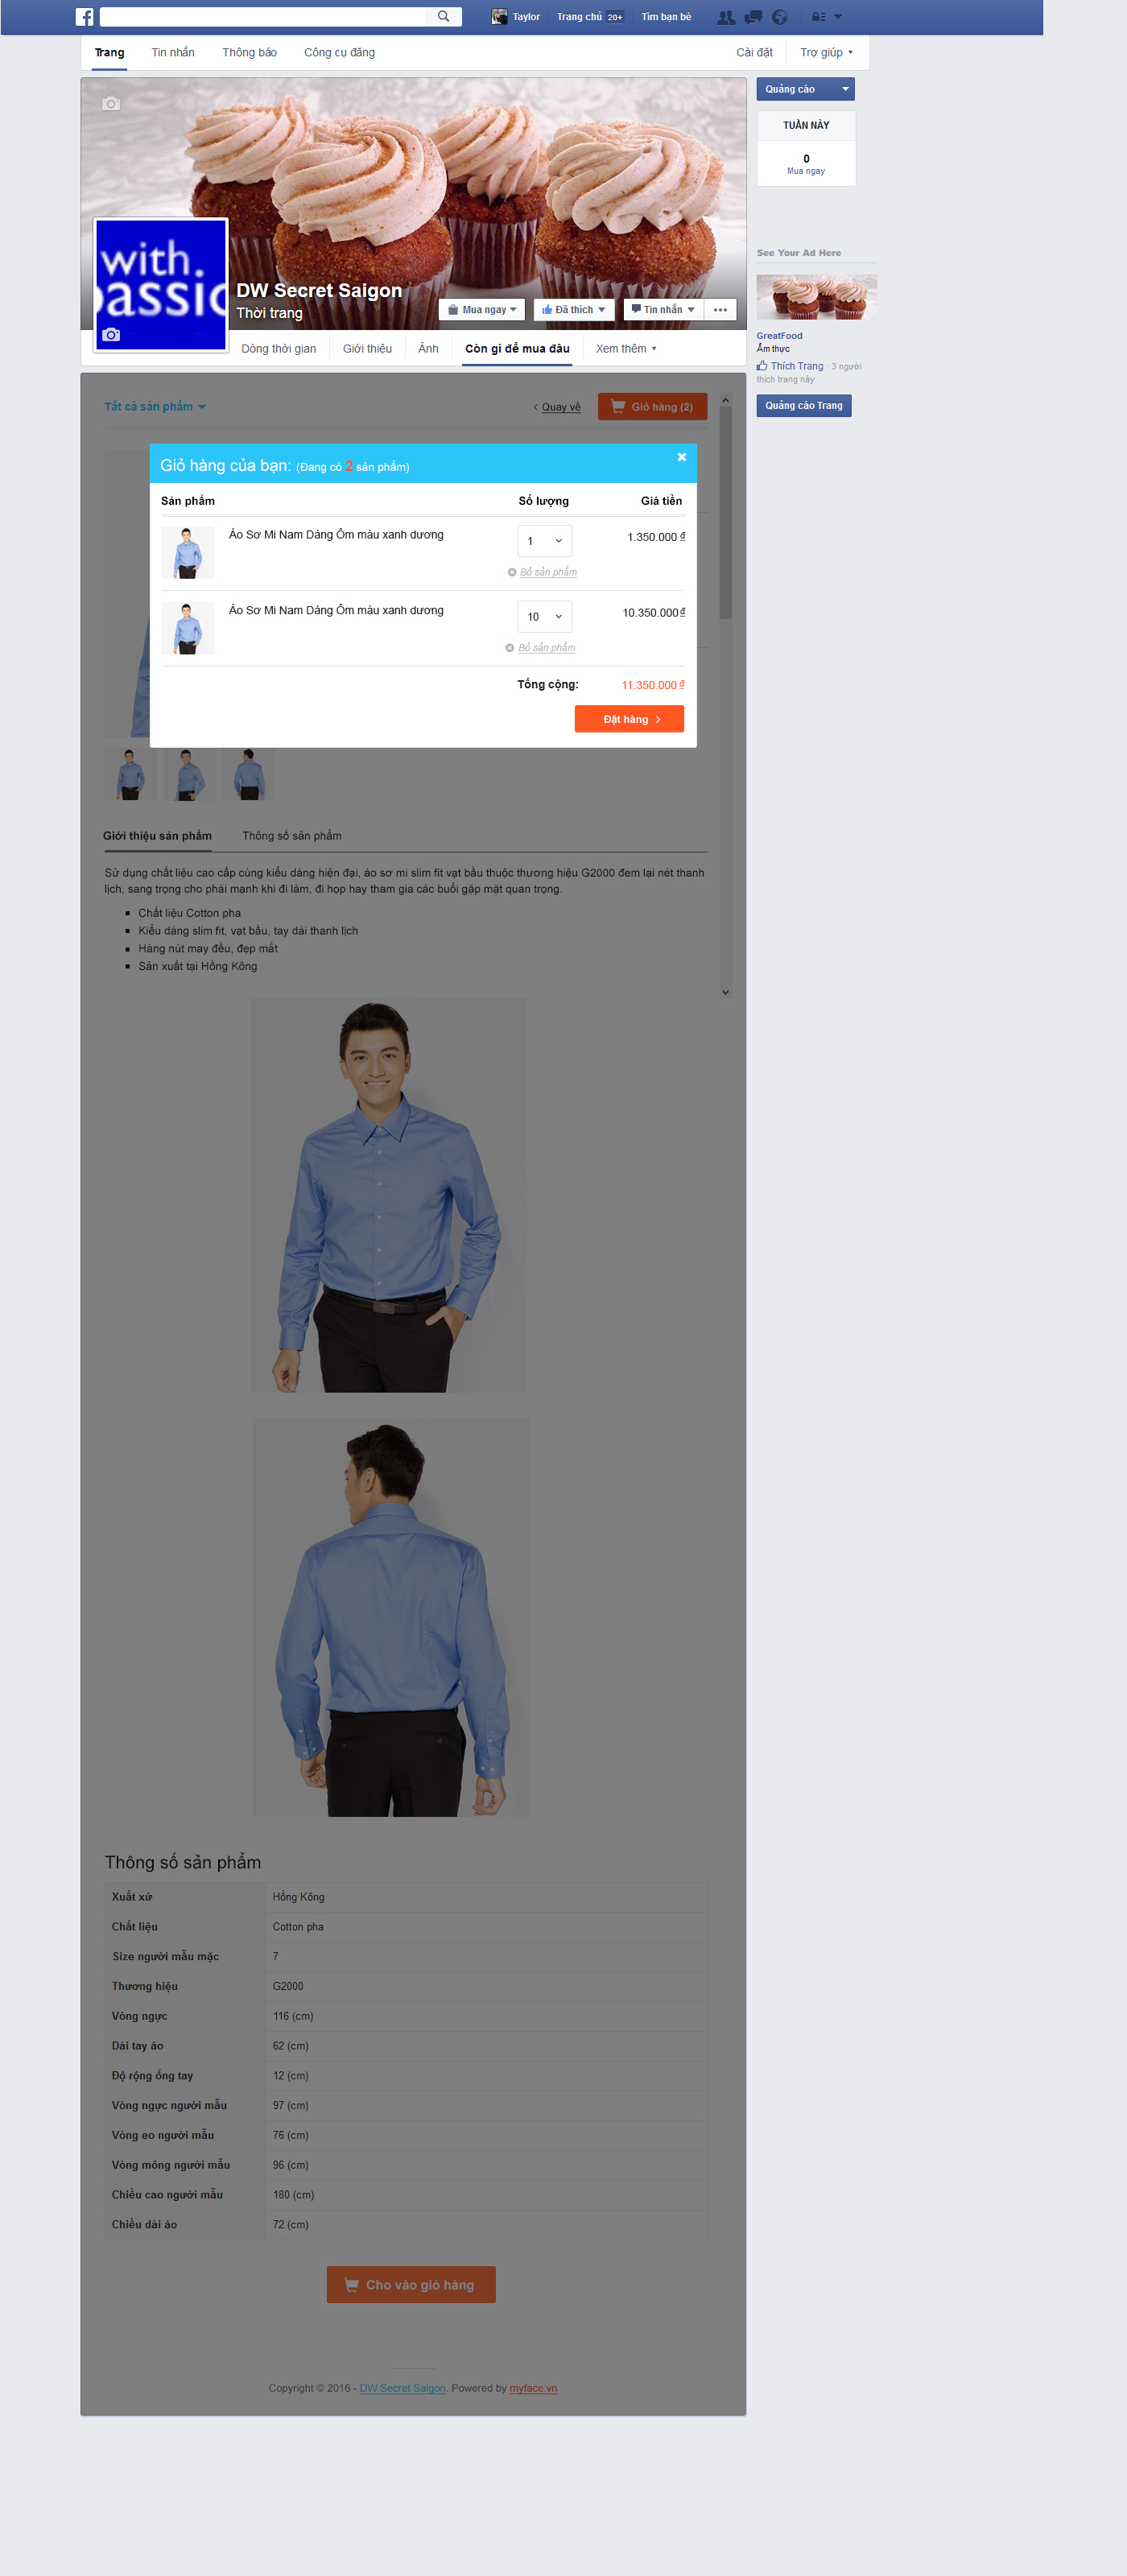 Taylor
Trang chủ 20+
Tìm bạn bè
Trang
Tin nhắn
Thông báo
Công cụ đăng
Cài đặt
Trợ giúp
with.
passic
DW Secret Saigon
Thời trang
Mua ngay
Đã thích
Tin nhắn
Dòng thời gian
Giới thiệu
Ảnh
Còn gì để mua đâu
Xem thêm
Quảng cáo
TUẦN NÀY
0
Mua ngay
See Your Ad Here
GreatFood
Ẩm thực
Thích Trang · 3 người
thích trang này
Quảng cáo Trang
Tất cả sản phẩm
Quay về
Giỏ hàng (2)
Giỏ hàng của bạn: (Đang có 2 sản phẩm)
Sản phẩm
Số lượng
Giá tiền
Áo Sơ Mi Nam Dáng Ôm màu xanh dương
1
1.350.000 ₫
Bỏ sản phẩm
Áo Sơ Mi Nam Dáng Ôm màu xanh dương
10
10.350.000 ₫
Bỏ sản phẩm
Tổng cộng:
11.350.000 ₫
Đặt hàng
Giới thiệu sản phẩm
Thông số sản phẩm
Sử dụng chất liệu cao cấp cùng kiểu dáng hiện đại, áo sơ mi slim fit vạt bầu thuộc thương hiệu G2000 đem lại nét thanh
lịch, sang trọng cho phái mạnh khi đi làm, đi họp hay tham gia các buổi gặp mặt quan trọng.
Chất liệu Cotton pha
Kiểu dáng slim fit, vạt bầu, tay dài thanh lịch
Hàng nút may đều, đẹp mắt
Sản xuất tại Hồng Kông
Thông số sản phẩm
Xuất xứ
Hồng Kông
Chất liệu
Cotton pha
Size người mẫu mặc
7
Thương hiệu
G2000
Vòng ngực
116 (cm)
Dài tay áo
62 (cm)
Độ rộng ống tay
12 (cm)
Vòng ngực người mẫu
97 (cm)
Vòng eo người mẫu
76 (cm)
Vòng mông người mẫu
96 (cm)
Chiều cao người mẫu
180 (cm)
Chiều dài áo
72 (cm)
Cho vào giỏ hàng
Copyright © 2016 - DW Secret Saigon. Powered by myface.vn